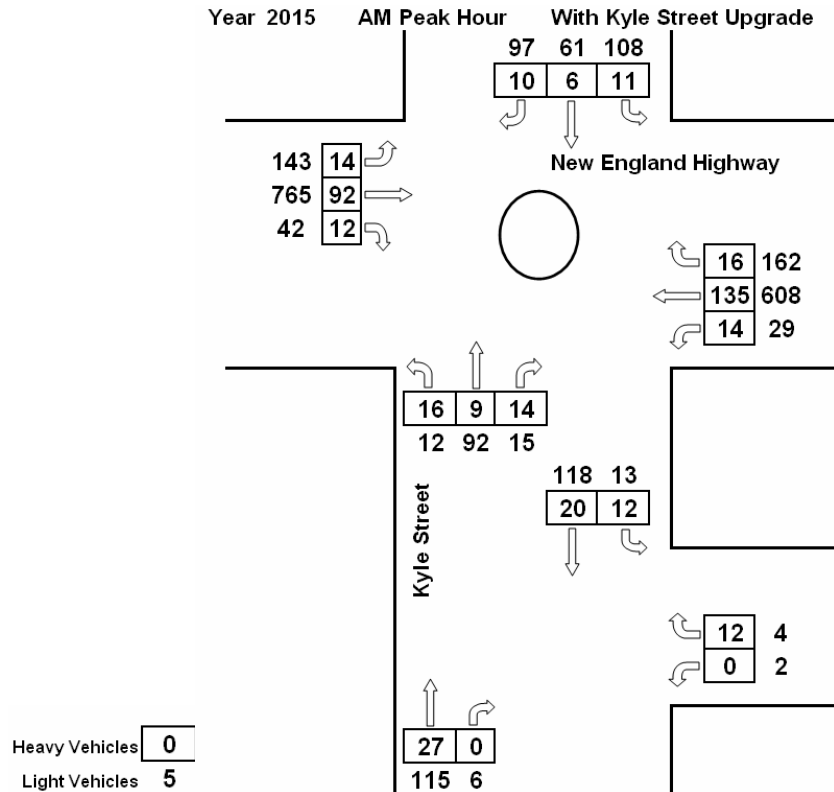 Year 2015 AM Peak Hour With Kyle Street Upgrade
97 61 108
10 6 11
New England Highway
143 14
765 92
42 12
16 162
135 608
14 29
16 9 14
12 92 15
118 13
20 12
Kyle Street
12 4
0 2
27 0
115 6
Heavy Vehicles 0
Light Vehicles 5